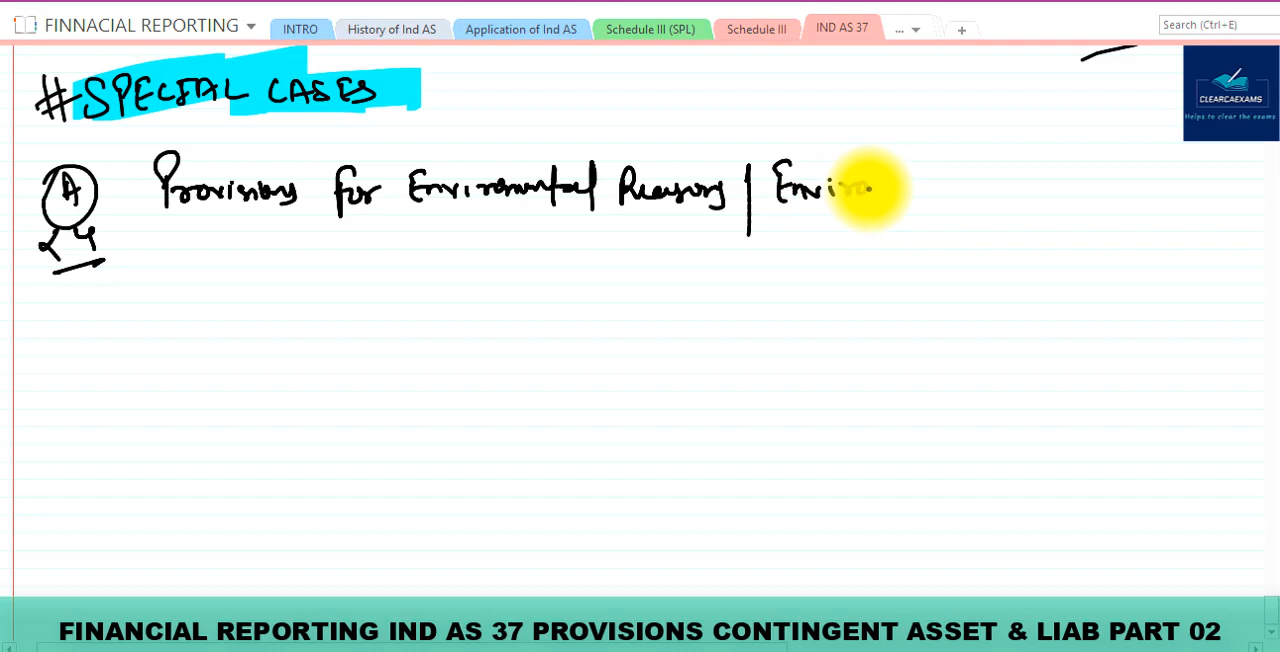 FINNACIAL REPORTING
INTRO
History of Ind AS
Application of Ind AS
Schedule III (SPL)
Schedule III
IND AS 37
...
+
Search (Ctrl+E)
CLEARCAEXAMS
Helps to clear the exams
# SPECIAL CASES
A Provisions for Enviromental Reasons | Enviro
FINANCIAL REPORTING IND AS 37 PROVISIONS CONTINGENT ASSET & LIAB PART 02